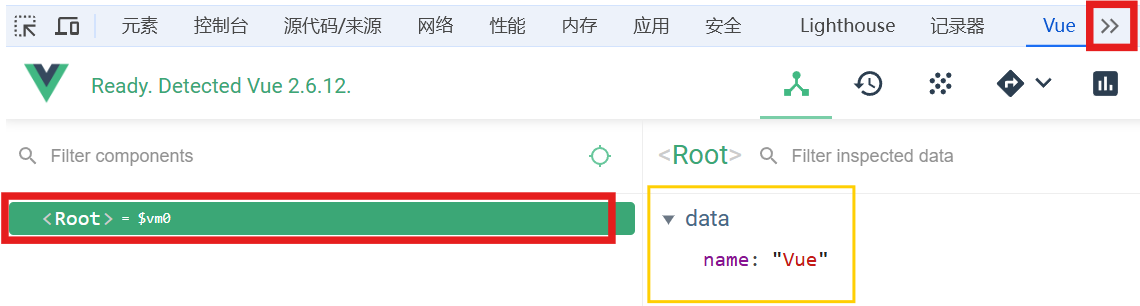 元素 控制台 源代码/来源 网络 性能 内存 应用 安全 Lighthouse 记录器 Vue
Ready. Detected Vue 2.6.12.
Filter components
<Root> Filter inspected data
<Root> = $vm0
data
name: "Vue"